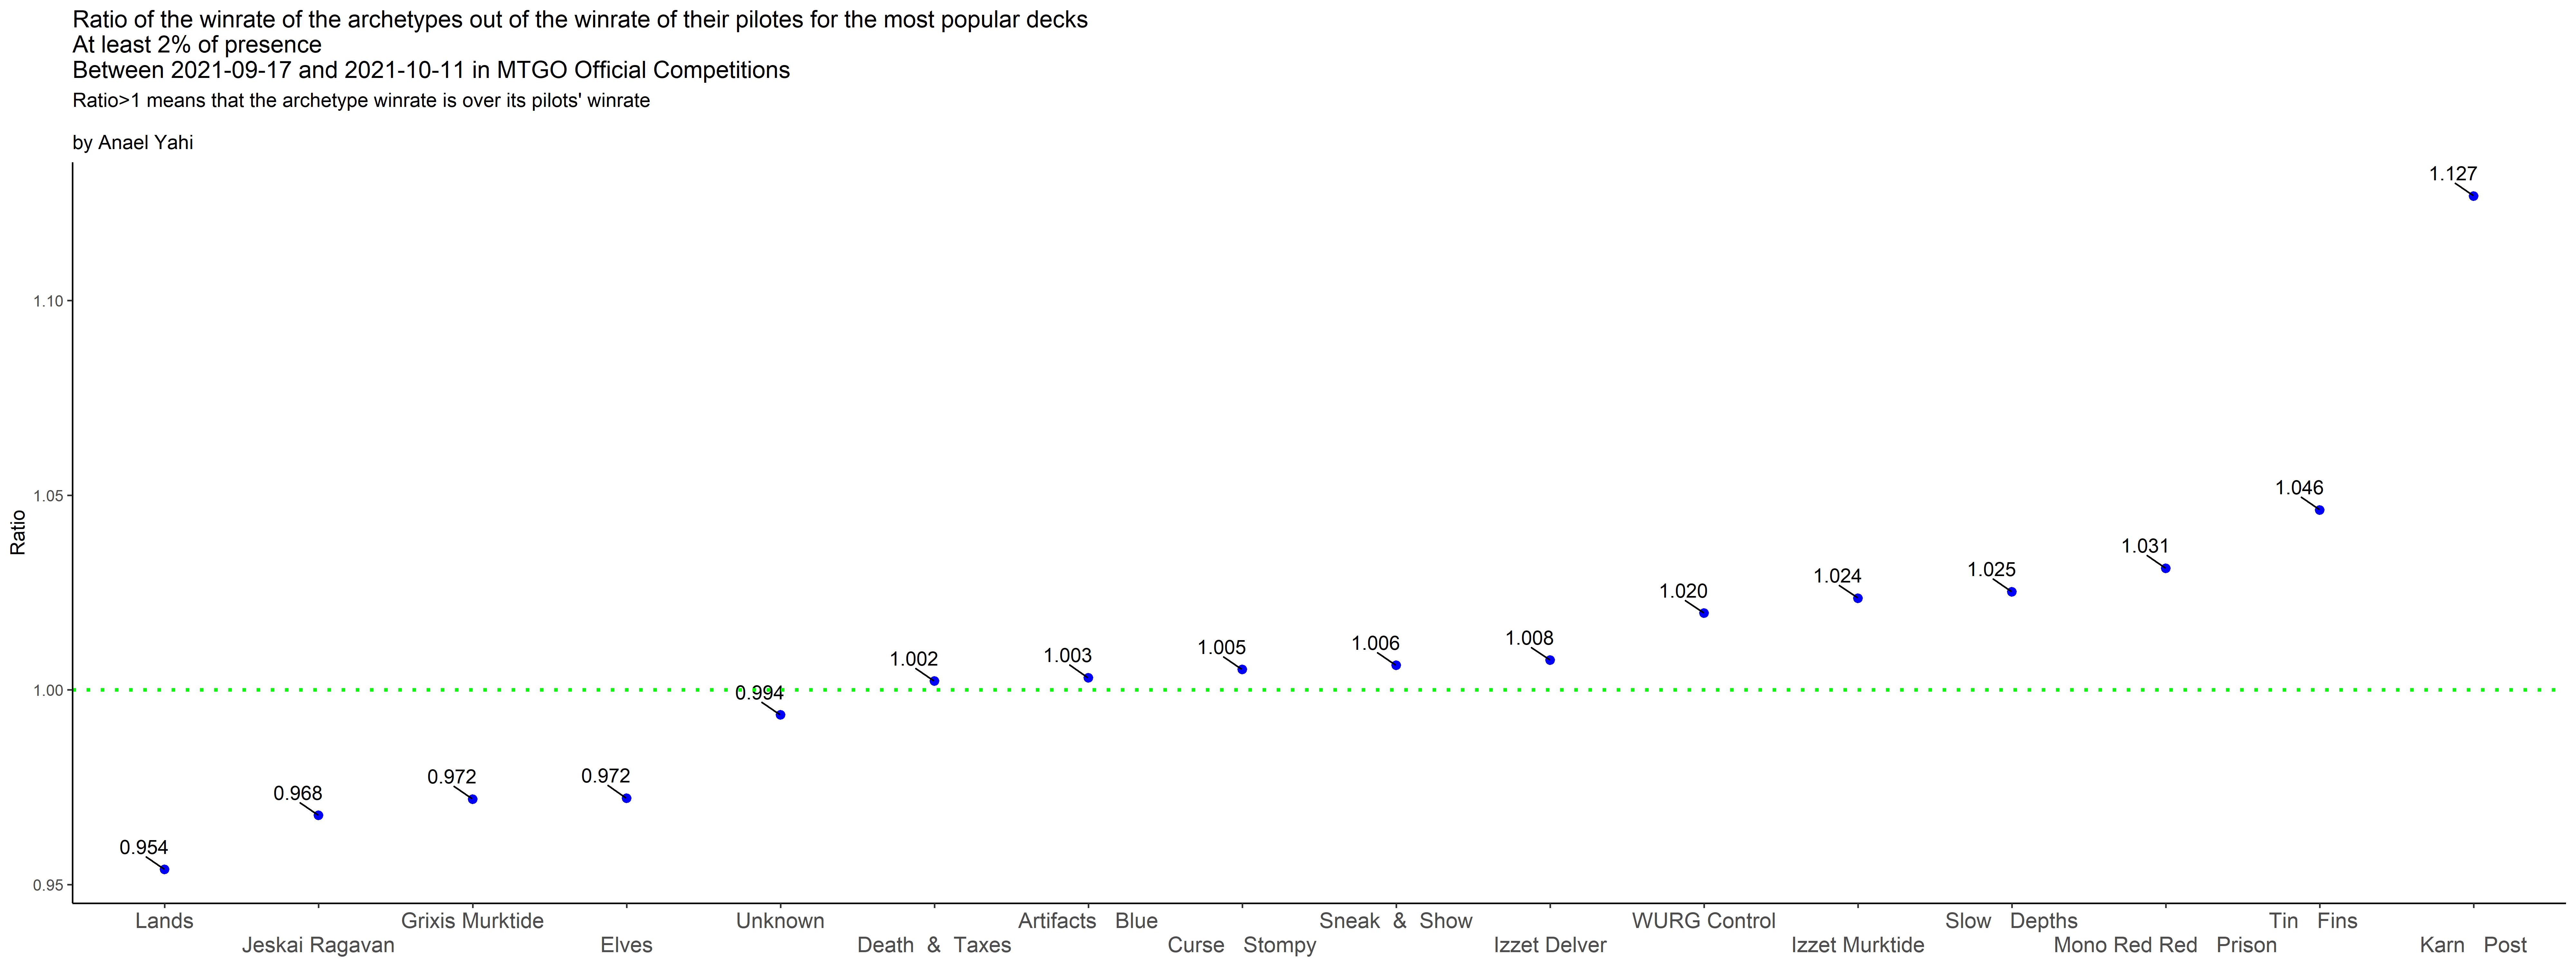 Ratio of the winrate of the archetypes out of the winrate of their pilotes for the most popular decks
At least 2% of presence
Between 2021-09-17 and 2021-10-11 in MTGO Official Competitions
Ratio>1 means that the archetype winrate is over its pilots' winrate
by Anael Yahi
1.127
1.10
1.05
1.046
1.031
1.025
1.024
1.020
1.008
1.006
1.005
1.003
1.002
1.00
0.994
0.972
0.972
0.968
0.954
0.95
Ratio
Lands
Jeskai Ragavan
Grixis Murktide
Elves
Unknown
Death & Taxes
Artifacts Blue
Curse Stompy
Sneak & Show
Izzet Delver
WURG Control
Izzet Murktide
Slow Depths
Mono Red Red Prison
Tin Fins
Karn Post